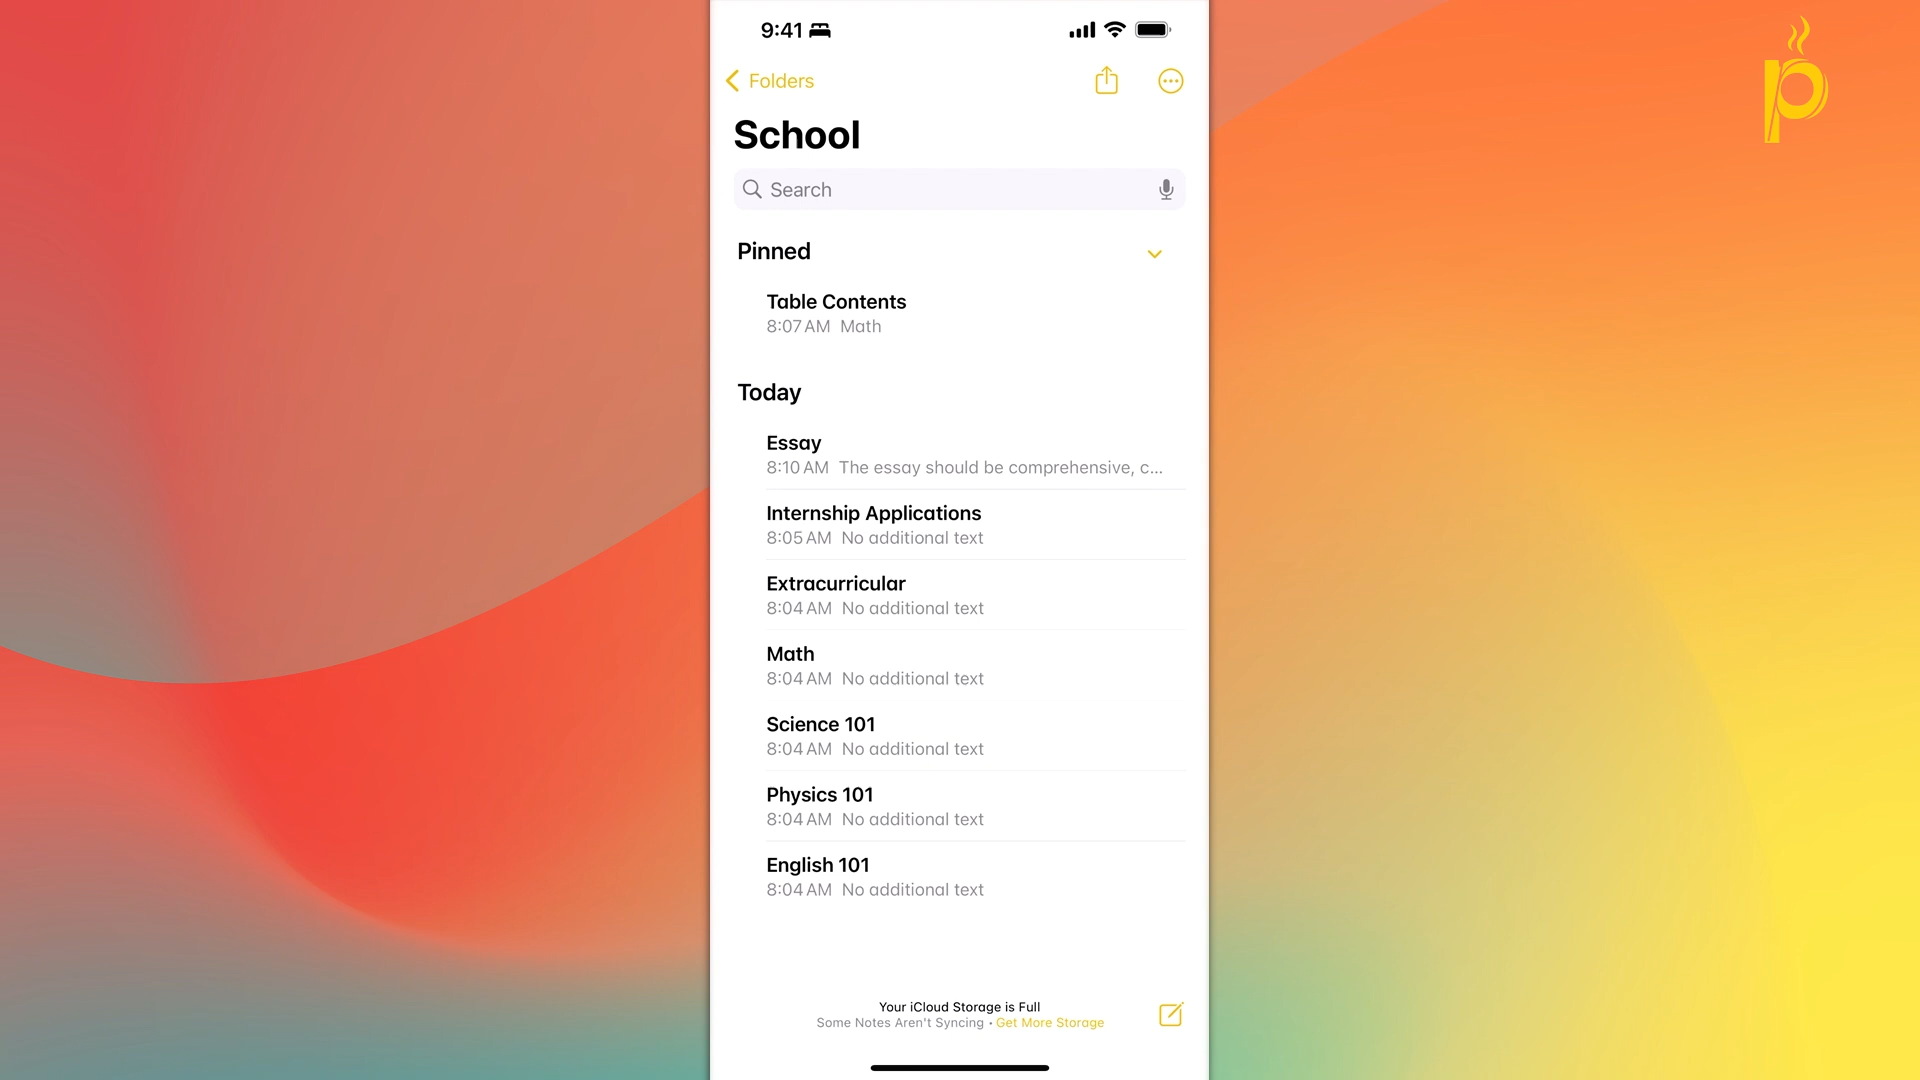 9:41
Folders
School
Search
Pinned
Table Contents
8:07 AM Math
Today
Essay
8:10 AM The essay should be comprehensive, c...
Internship Applications
8:05 AM No additional text
Extracurricular
8:04 AM No additional text
Math
8:04 AM No additional text
Science 101
8:04 AM No additional text
Physics 101
8:04 AM No additional text
English 101
8:04 AM No additional text
Your iCloud Storage is Full
Some Notes Aren't Syncing • Get More Storage